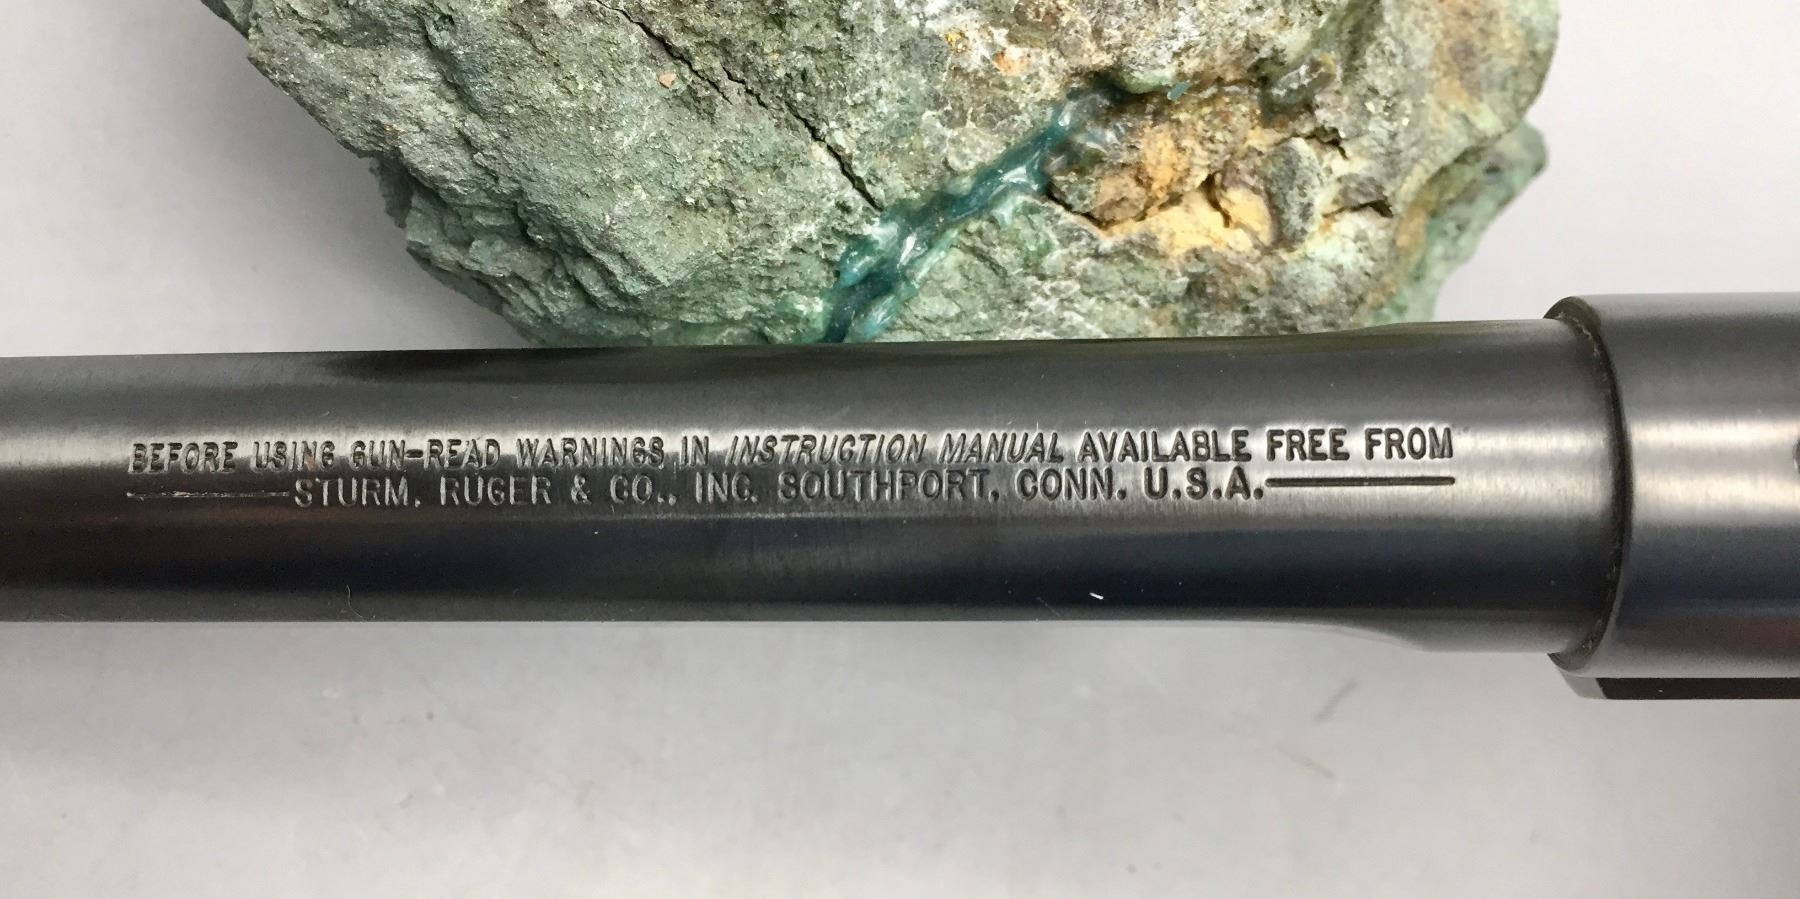 BEFORE USING GUN-READ WARNINGS IN INSTRUCTION MANUAL AVAILABLE FREE FROM
STURM, RUGER & CO., INC. SOUTHPORT, CONN. U.S.A.